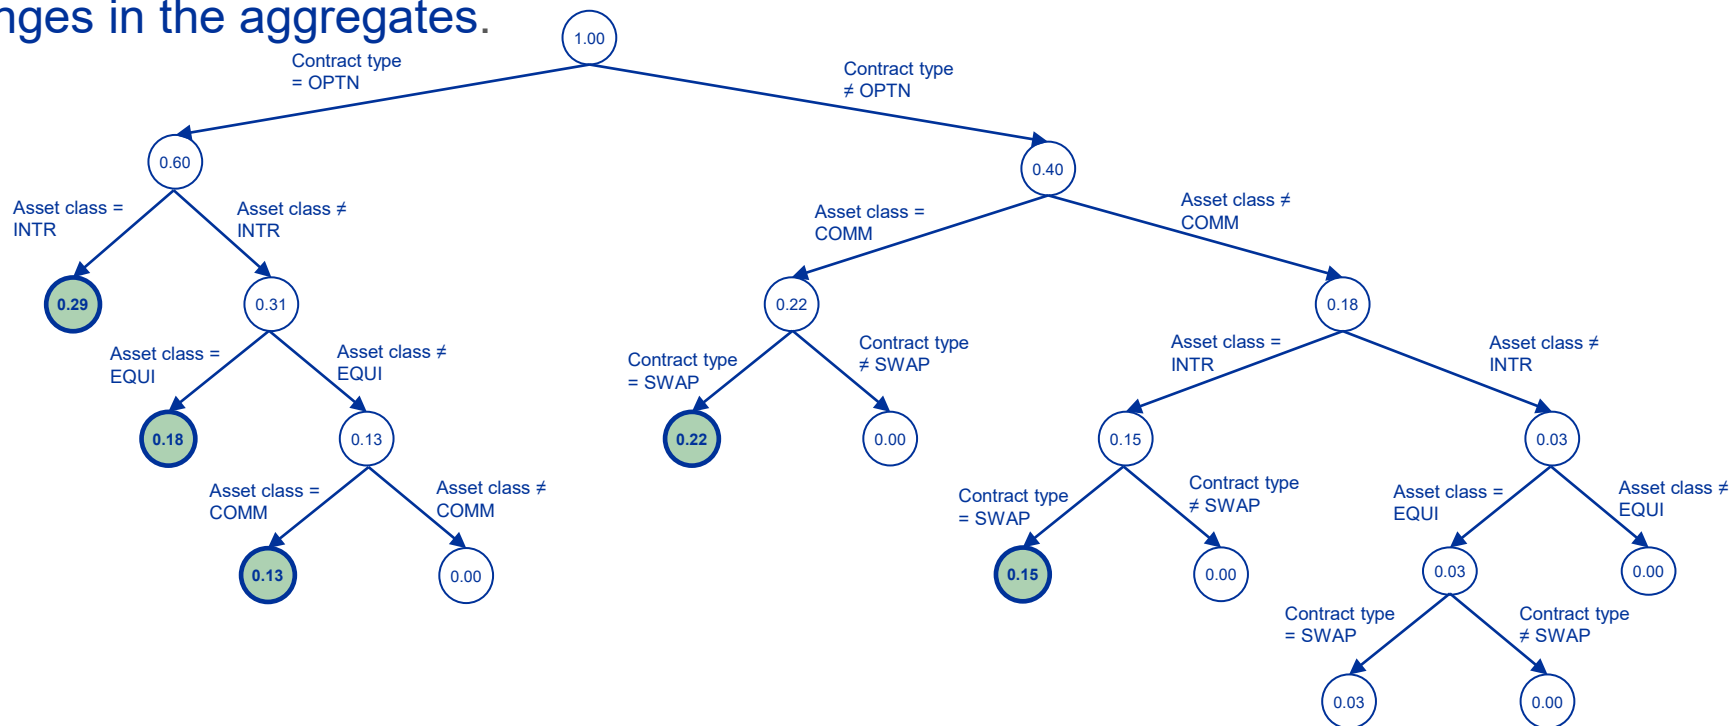 nges in the aggregates.
1.00
Contract type
= OPTN
Contract type
≠ OPTN
0.60
0.40
Asset class =
INTR
Asset class ≠
INTR
Asset class =
COMM
Asset class ≠
COMM
0.29
0.31
0.22
0.18
Asset class =
EQUI
Asset class ≠
EQUI
Contract type
= SWAP
Contract type
≠ SWAP
Asset class =
INTR
Asset class ≠
INTR
0.18
0.13
0.22
0.00
0.15
0.03
Asset class =
COMM
Asset class ≠
COMM
Contract type
= SWAP
Contract type
≠ SWAP
Asset class =
EQUI
Asset class ≠
EQUI
0.13
0.00
0.15
0.00
0.03
0.00
Contract type
= SWAP
Contract type
≠ SWAP
0.03
0.00